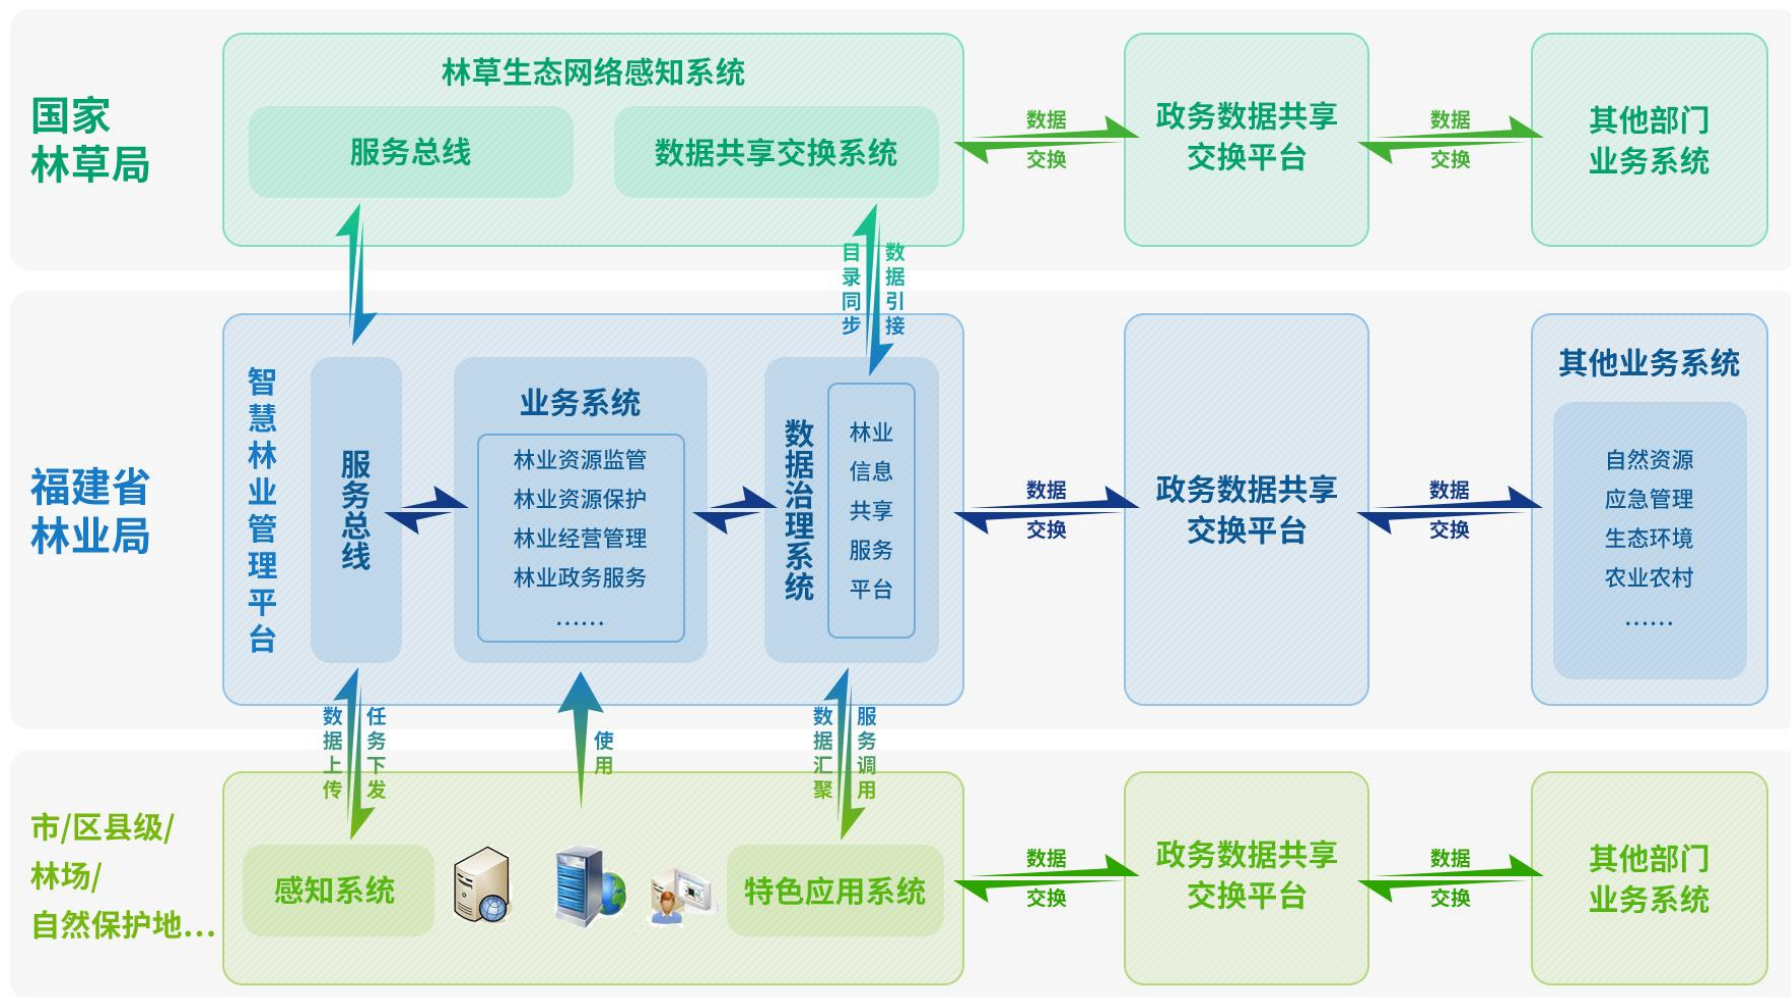 国家
林草局
林草生态网络感知系统
服务总线
数据共享交换系统
数据
交换
政务数据共享
交换平台
数据
交换
其他部门
业务系统
目录同步
数据引接
福建省
林业局
智慧林业管理平台
服务总线
业务系统
林业资源监管
林业资源保护
林业经营管理
林业政务服务
……
数据治理系统
林业
信息
共享
服务
平台
数据
交换
政务数据共享
交换平台
数据
交换
其他业务系统
自然资源
应急管理
生态环境
农业农村
……
数据上传
任务下发
使用
数据汇聚
服务调用
市/区县级/
林场/
自然保护地...
感知系统
特色应用系统
数据
交换
政务数据共享
交换平台
数据
交换
其他部门
业务系统